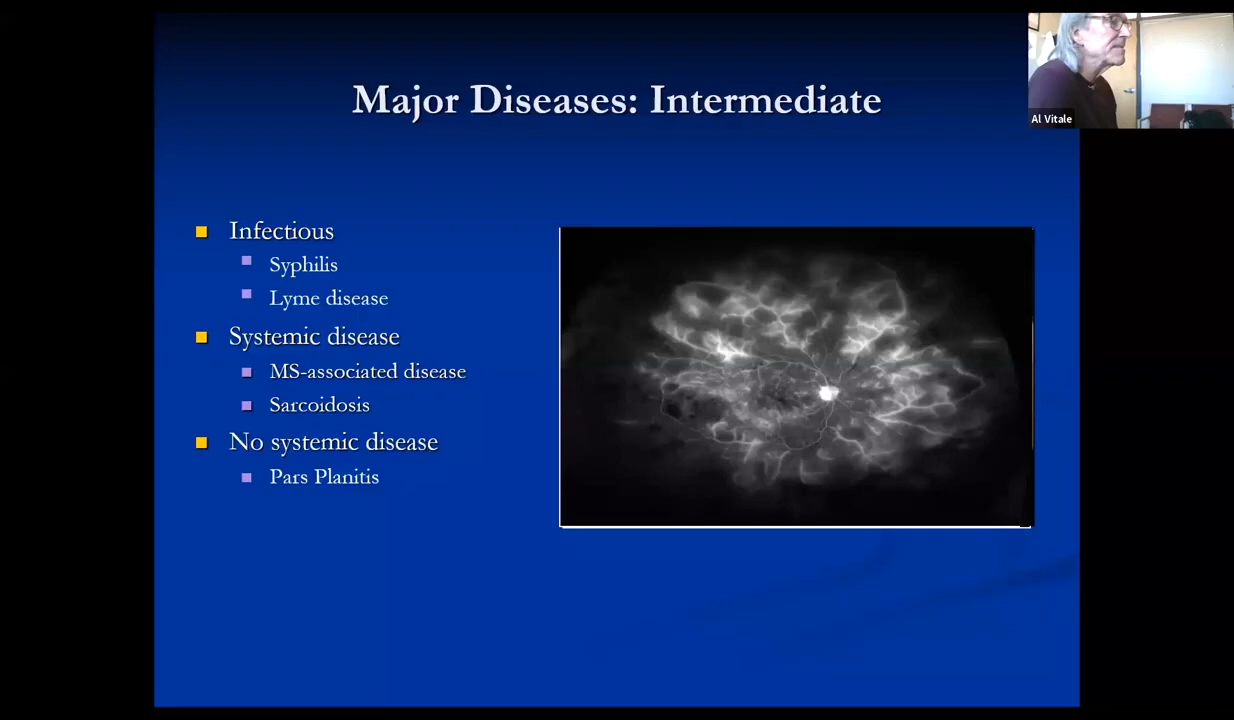 Major Diseases: Intermediate
Al Vitale
Infectious
Syphilis
Lyme disease
Systemic disease
MS-associated disease
Sarcoidosis
No systemic disease
Pars Planitis